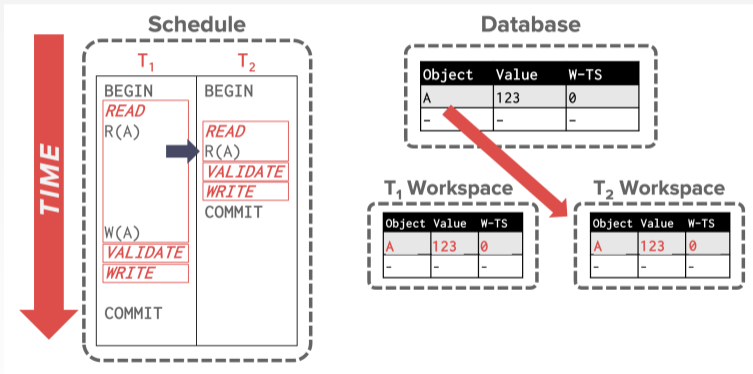 Schedule
TIME
T1 T2
BEGIN BEGIN
READ
R(A) READ
R(A)
VALIDATE
WRITE
COMMIT
W(A)
VALIDATE
WRITE
COMMIT
Database
Object Value W-TS
A 123 0
- - -
T1 Workspace
Object Value W-TS
A 123 0
- - -
T2 Workspace
Object Value W-TS
A 123 0
- - -